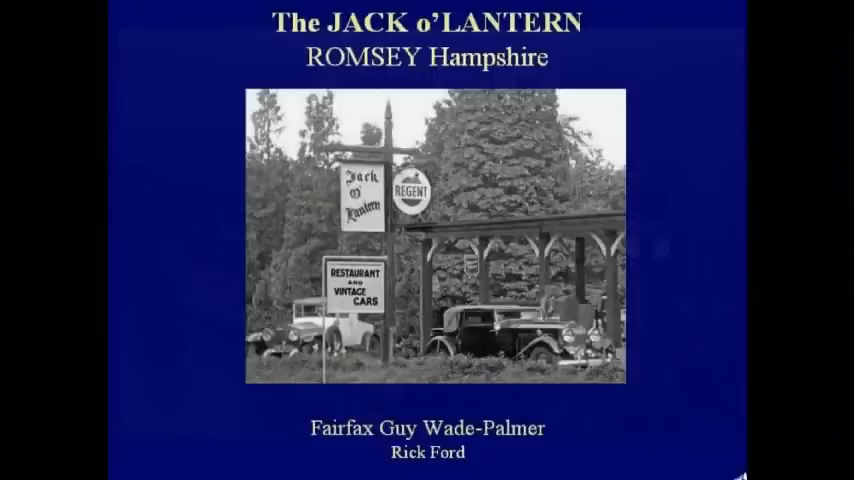 The JACK o'LANTERN
ROMSEY Hampshire
Jack
O'
Lantern
REGENT
RESTAURANT
AND
VINTAGE
CARS
Fairfax Guy Wade-Palmer
Rick Ford